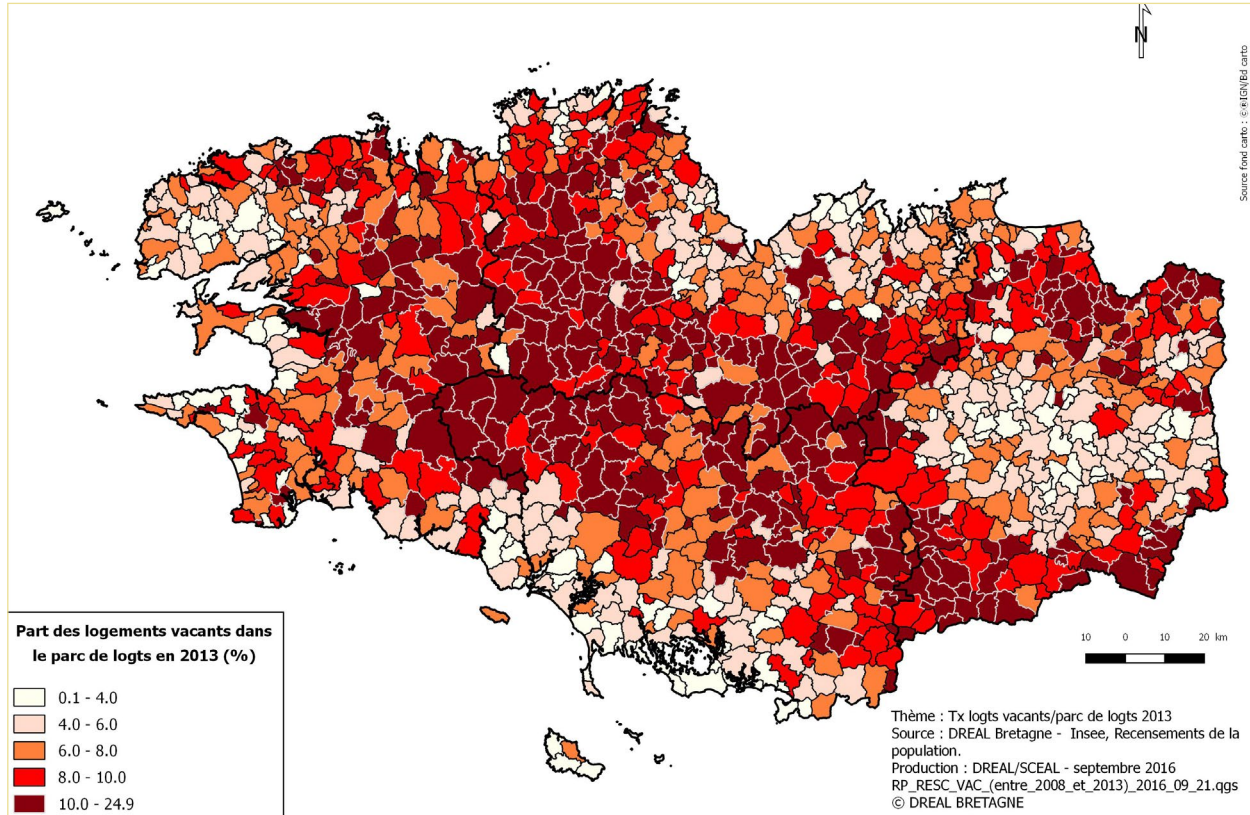 N
Source fond carto : ©®IGN/Bd carto
Part des logements vacants dans
le parc de logts en 2013 (%)
0.1 - 4.0
4.0 - 6.0
6.0 - 8.0
8.0 - 10.0
10.0 - 24.9
10 0 10 20 km
Thème : Tx logts vacants/parc de logts 2013
Source : DREAL Bretagne - Insee, Recensements de la
population.
Production : DREAL/SCEAL - septembre 2016
RP_RESC_VAC_(entre_2008_et_2013)_2016_09_21.qgs
© DREAL BRETAGNE